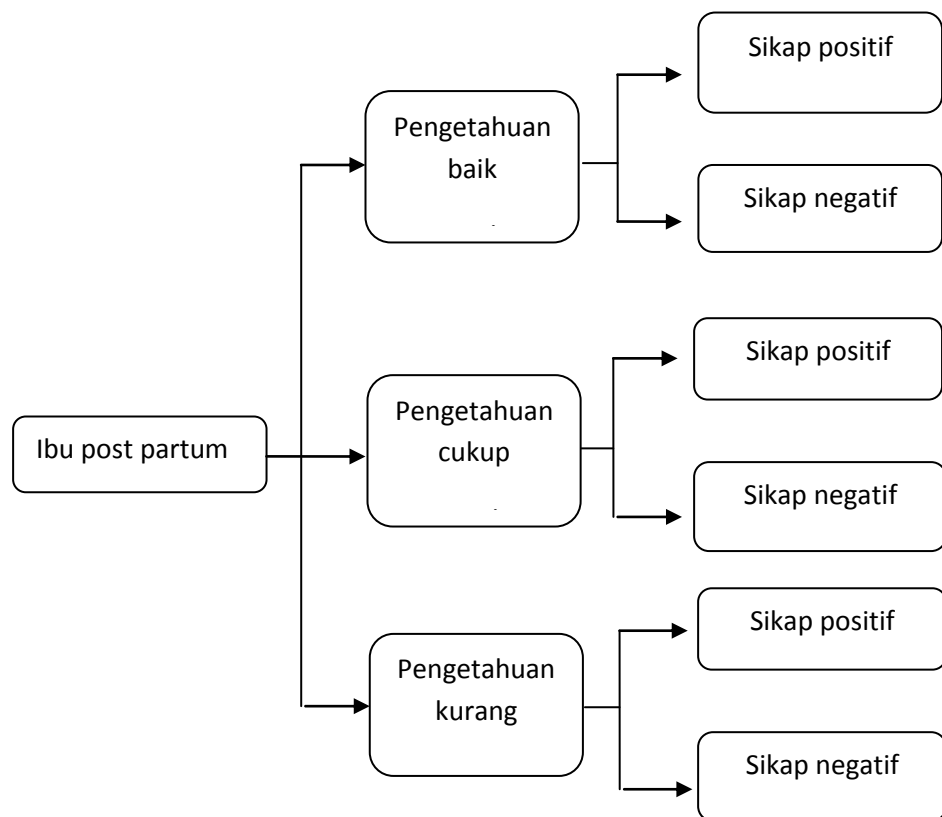 Sikap positif
Pengetahuan
baik
Sikap negatif
Sikap positif
Pengetahuan
cukup
Ibu post partum
Sikap negatif
Sikap positif
Pengetahuan
kurang
Sikap negatif